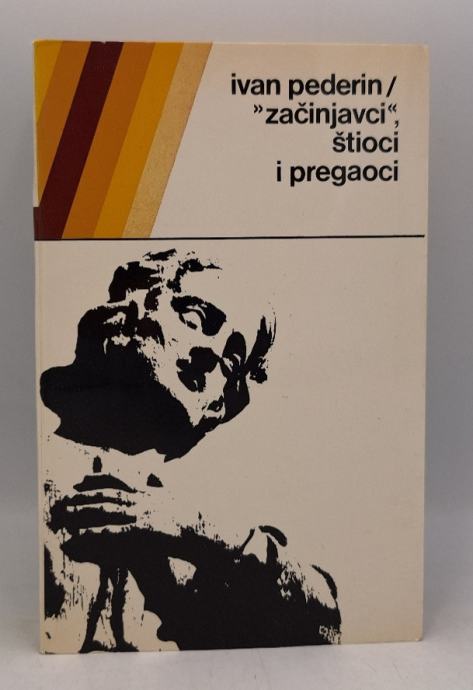 ivan pederin/
»začinjavci«,
štioci
i pregaoci